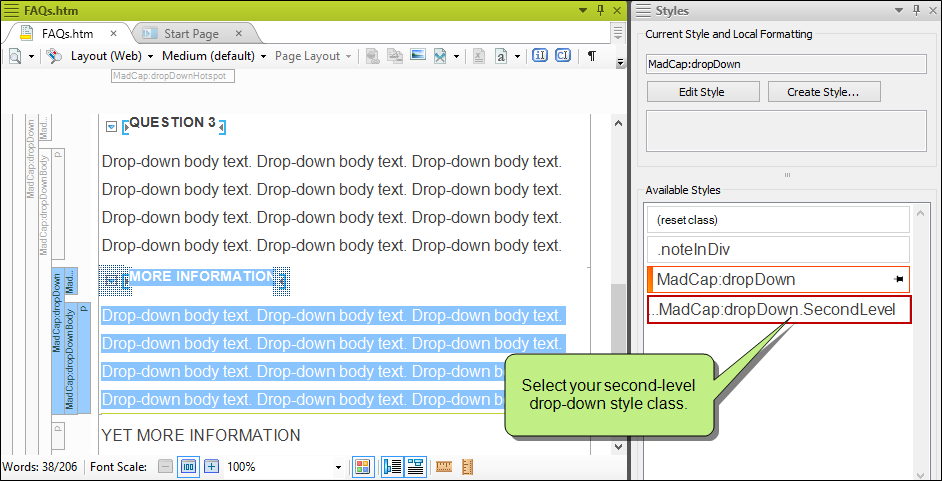 FAQs.htm
FAQs.htm
Start Page
Layout (Web)
Medium (default)
Page Layout
a
¶
MadCap:dropDownHotspot
MadCap:dropDown
Mad...
MadCap:dropDownBody
p
QUESTION 3
Drop-down body text. Drop-down body text. Drop-down body text.
Drop-down body text. Drop-down body text. Drop-down body text.
Drop-down body text. Drop-down body text. Drop-down body text.
Drop-down body text. Drop-down body text. Drop-down body text.
MadCap:dropDown
Mad...
MadCap:dropDownBody
p
MORE INFORMATION
Drop-down body text. Drop-down body text. Drop-down body text.
Drop-down body text. Drop-down body text. Drop-down body text.
Drop-down body text. Drop-down body text. Drop-down b
Drop-down body text. Drop-down body text. Drop-down b
p
YET MORE INFORMATION
Words: 38/206
Font Scale:
100
100%
Styles
Current Style and Local Formatting
MadCap:dropDown
Edit Style
Create Style...
Available Styles
(reset class)
.noteInDiv
MadCap:dropDown
...MadCap:dropDown.SecondLevel
Select your second-level
drop-down style class.